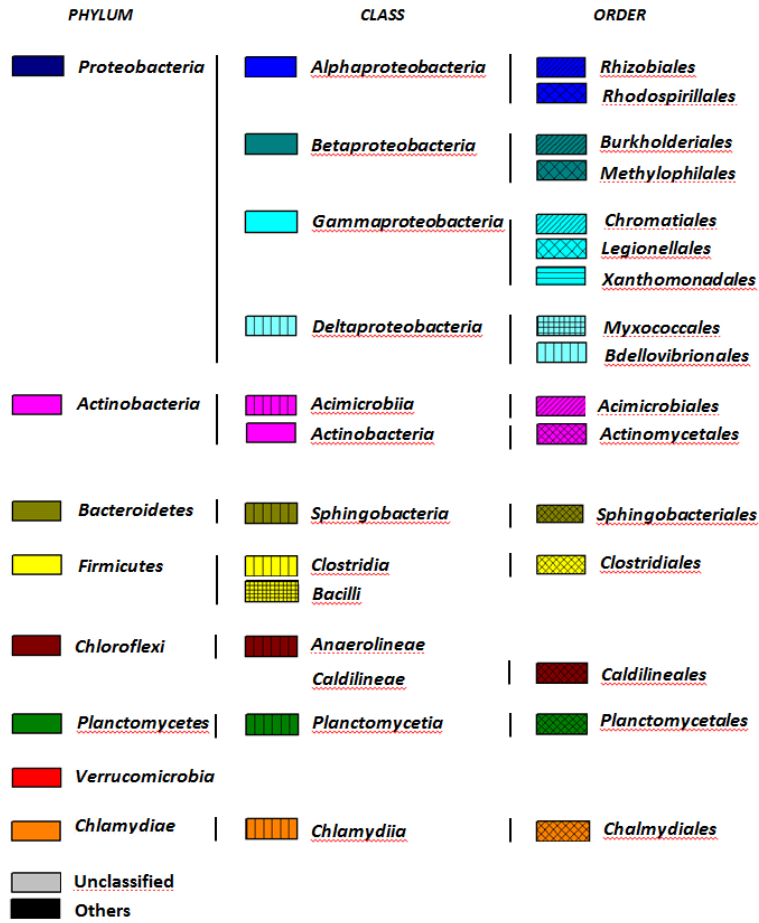 PHYLUM CLASS ORDER
Proteobacteria Alphaproteobacteria Rhizobiales
Rhodospirillales
Betaproteobacteria Burkholderiales
Methylophilales
Gammaproteobacteria Chromatiales
Legionellales
Xanthomonadales
Deltaproteobacteria Myxococcales
Bdellovibrionales
Actinobacteria Acimicrobiia Acimicrobiales
Actinobacteria Actinomycetales
Bacteroidetes Sphingobacteria Sphingobacteriales
Firmicutes Clostridia Clostridiales
Bacilli
Chloroflexi Anaerolineae
Caldilineae Caldilineales
Planctomycetes Planctomycetia Planctomycetales
Verrucomicrobia
Chlamydiae Chlamydiia Chalmydiales
Unclassified
Others